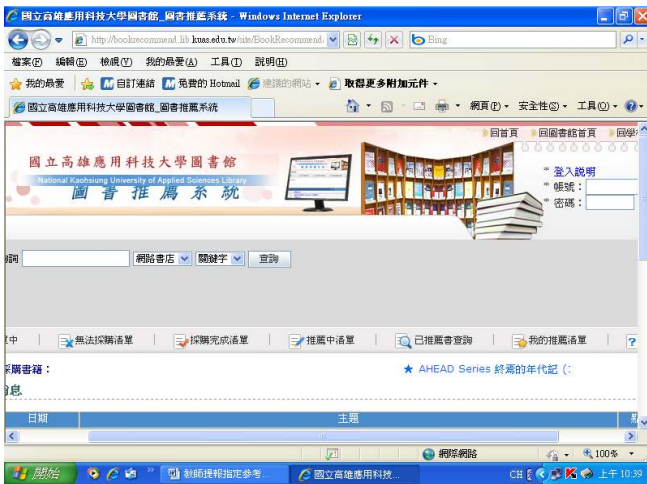 國立高雄應用科技大學圖書館_圖書推薦系統 - Windows Internet Explorer
http://bookrecommend.lib.kuas.edu.tw/site/BookRecommend.
Bing
檔案(F) 編輯(E) 檢視(V) 我的最愛(A) 工具(T) 說明(H)
我的最愛 自訂連結 免費的 Hotmail 建議的網站 取得更多附加元件
國立高雄應用科技大學圖書館_圖書推薦系統
網頁(P) 安全性(S) 工具(O)
回首頁 回圖書館首頁 回學
國立高雄應用科技大學圖書館
National Kaohsiung University of Applied Sciences Library
圖書推薦系統
* 登入說明
* 帳號：
* 密碼：
詞 網路書店 關鍵字 查詢
中 | 無法採購清單 | 採購完成清單 | 推薦中清單 | 已推薦書查詢 | 我的推薦清單 | ?
採購書籍：
★ AHEAD Series 終焉的年代記 (:
消息
日期 主題
網際網路 100%
開始 教師提報指定參考... 國立高雄應用科技... CH 上午 10:39